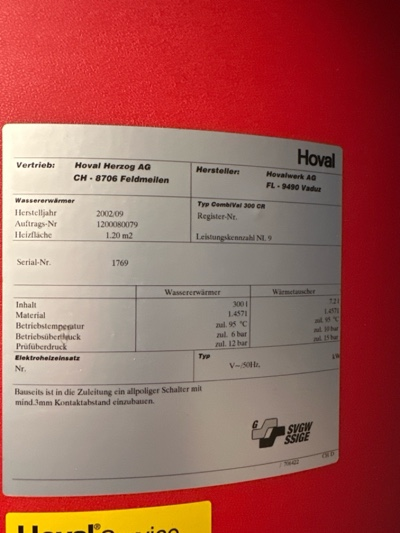 Hoval
Vertrieb: Hoval Herzog AG
CH - 8706 Feldmeilen
Hersteller: Hovalwerk AG
FL - 9490 Vaduz
Wassererwärmer
Herstelljahr 2002/09
Auftrags-Nr 1200080079
Heizfläche 1.20 m2
Typ CombiVal 300 CR
Register-Nr.
Leistungskennzahl NL 9
Serial-Nr. 1769
Wassererwärmer Wärmetauscher
Inhalt 300 l 7.2 l
Material 1.4571 1.4571
Betriebstemperatur zul. 95 °C zul. 95 °C
Betriebsüberdruck zul. 6 bar zul. 10 bar
Prüfüberdruck zul. 12 bar zul. 15 bar
Elektroheizeinsatz
Nr.
Typ
V~/50Hz,
Bauseits ist in die Zuleitung ein allpoliger Schalter mit
mind.3mm Kontaktabstand einzubauen.
SVGW
SSIGE
Hoval® Service